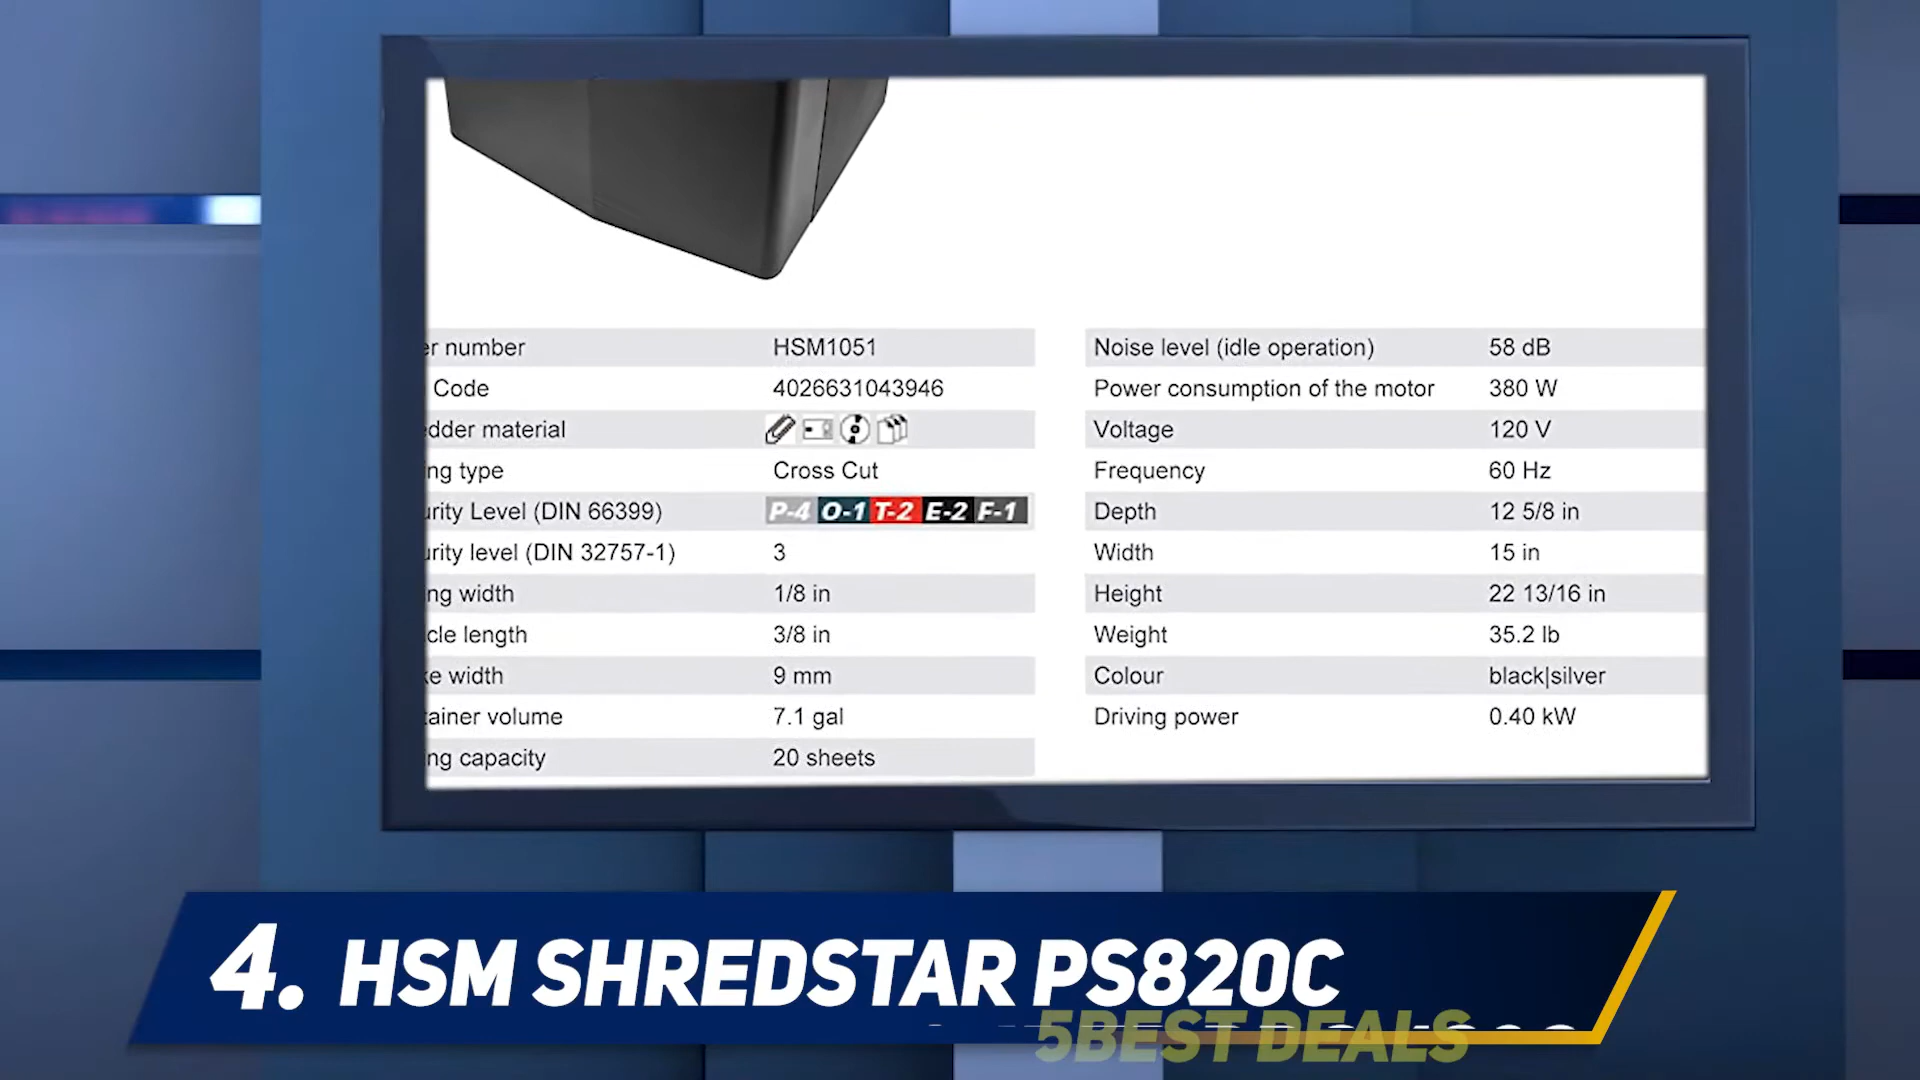 er number HSM1051
Code 4026631043946
dder material
ng type Cross Cut
urity Level (DIN 66399) P-4 O-1 T-2 E-2 F-1
urity level (DIN 32757-1) 3
ng width 1/8 in
cle length 3/8 in
ke width 9 mm
tainer volume 7.1 gal
ng capacity 20 sheets
Noise level (idle operation) 58 dB
Power consumption of the motor 380 W
Voltage 120 V
Frequency 60 Hz
Depth 12 5/8 in
Width 15 in
Height 22 13/16 in
Weight 35.2 lb
Colour black|silver
Driving power 0.40 kW
4. HSM SHREDSTAR PS820C
5BEST DEALS